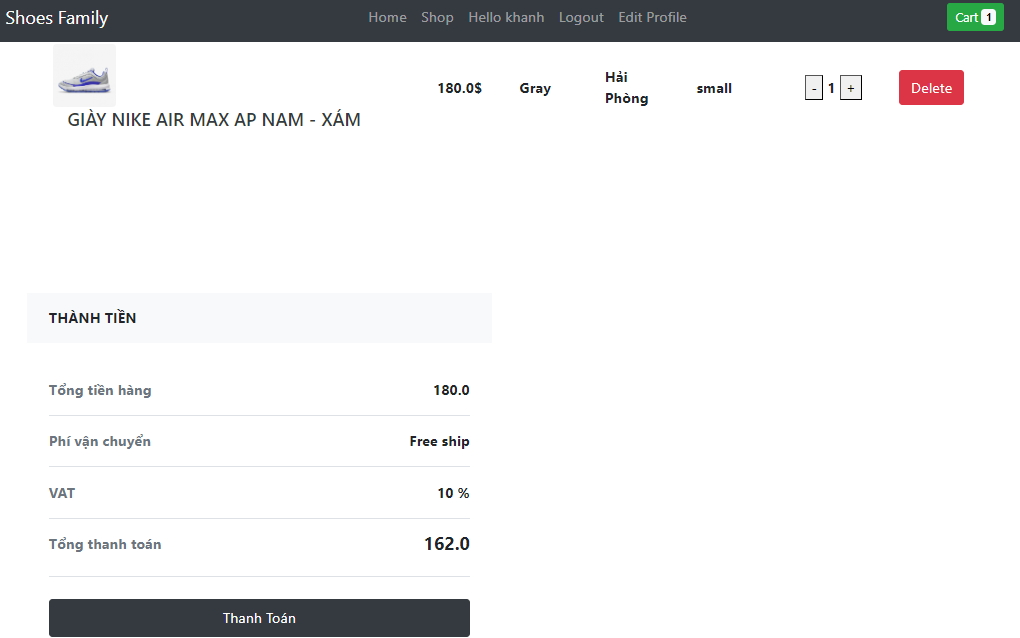 Shoes Family Home Shop Hello khanh Logout Edit Profile Cart 1
180.0$ Gray Hải Phòng small - 1 + Delete
GIÀY NIKE AIR MAX AP NAM - XÁM
THÀNH TIỀN
Tổng tiền hàng 180.0
Phí vận chuyển Free ship
VAT 10 %
Tổng thanh toán 162.0
Thanh Toán